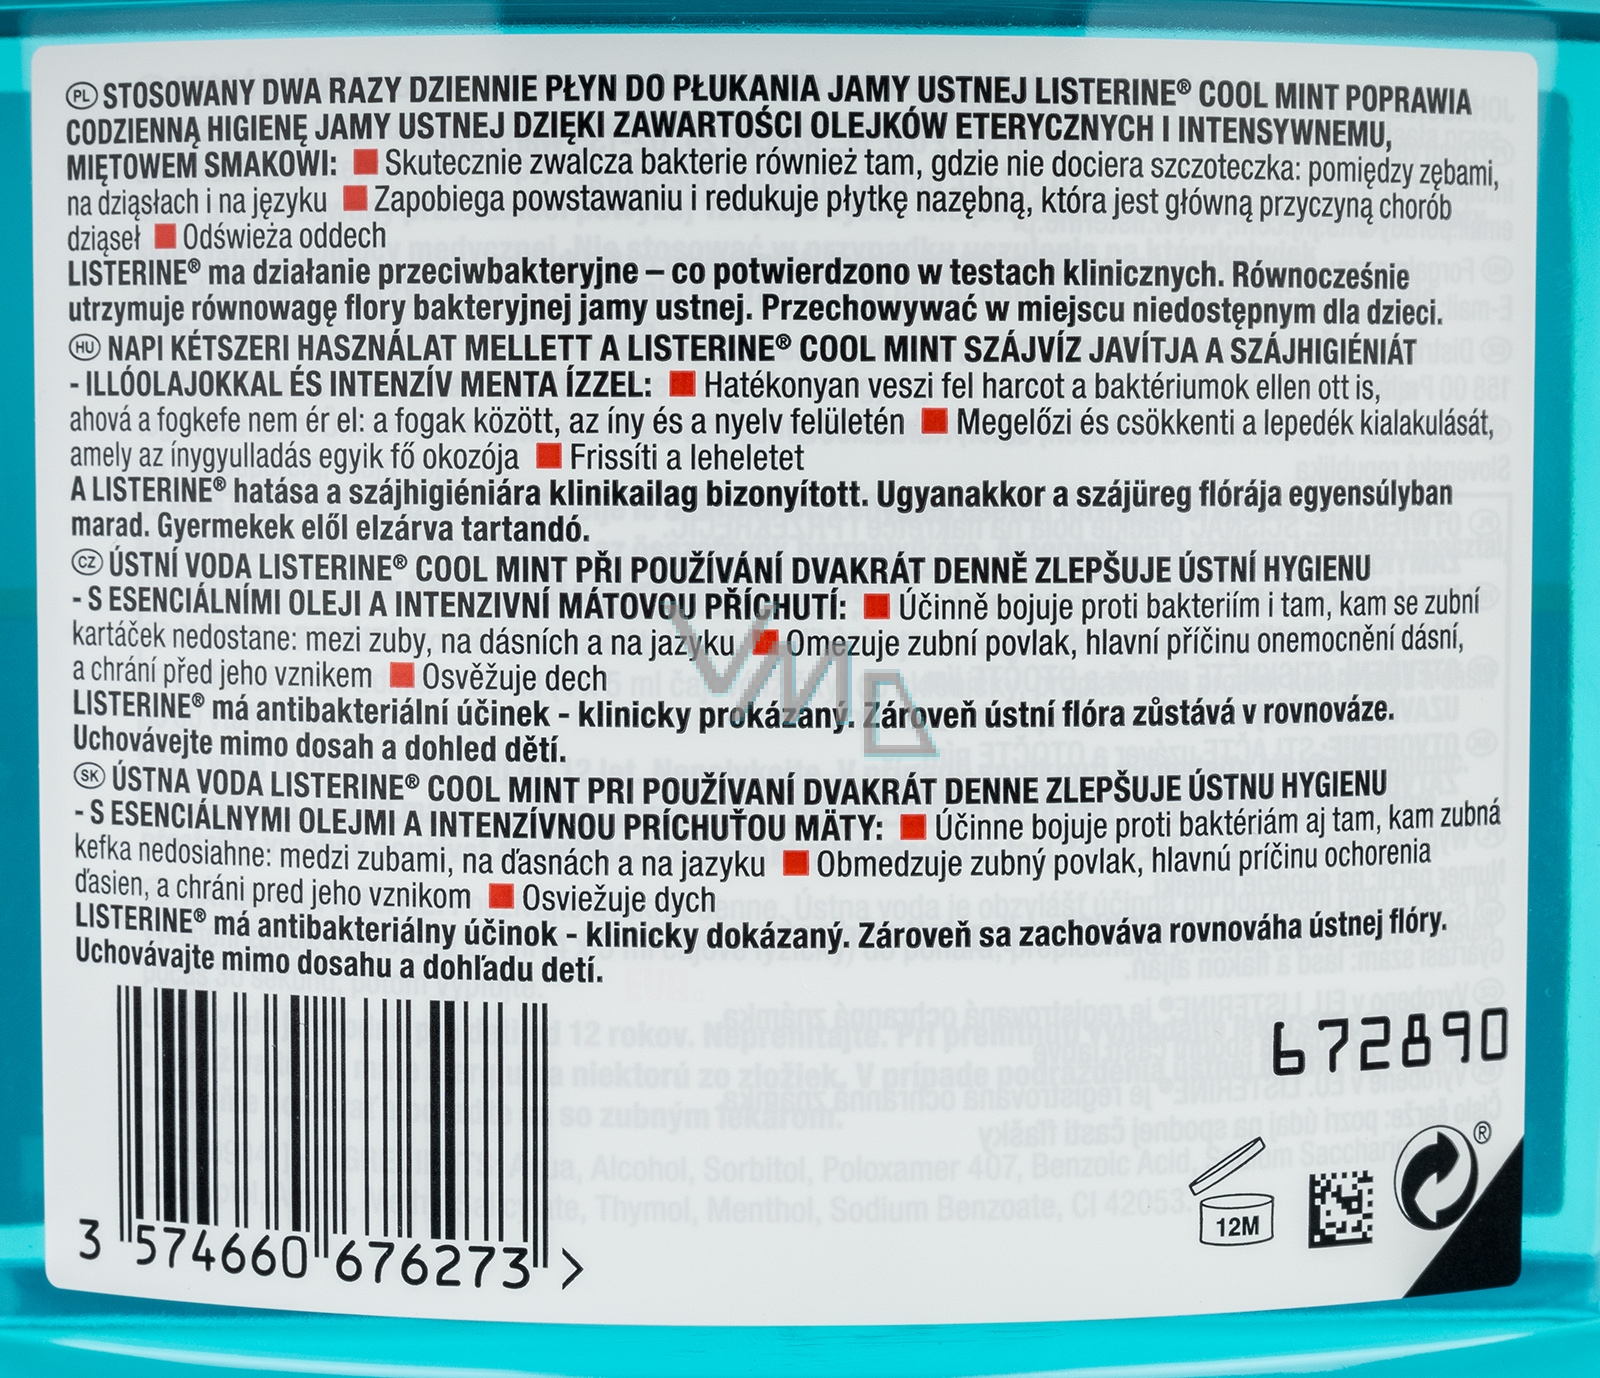 PL STOSOWANY DWA RAZY DZIENNIE PŁYN DO PŁUKANIA JAMY USTNEJ LISTERINE® COOL MINT POPRAWIA
CODZIENNĄ HIGIENĘ JAMY USTNEJ DZIĘKI ZAWARTOŚCI OLEJKÓW ETERYCZNYCH I INTENSYWNEMU,
MIĘTOWEM SMAKOWI: Skutecznie zwalcza bakterie również tam, gdzie nie dociera szczoteczka: pomiędzy zębami,
na dziąsłach i na języku Zapobiega powstawaniu i redukuje płytkę nazębną, która jest główną przyczyną chorób
dziąseł Odświeża oddech
LISTERINE® ma działanie przeciwbakteryjne – co potwierdzono w testach klinicznych. Równocześnie
utrzymuje równowagę flory bakteryjnej jamy ustnej. Przechowywać w miejscu niedostępnym dla dzieci.
HU NAPI KÉTSZERI HASZNÁLAT MELLETT A LISTERINE® COOL MINT SZÁJVÍZ JAVÍTJA A SZÁJHIGIÉNIÁT
- ILLÓOLAJOKKAL ÉS INTENZÍV MENTA ÍZZEL: Hatékonyan veszi fel harcot a baktériumok ellen ott is,
ahová a fogkefe nem ér el: a fogak között, az íny és a nyelv felületén Megelőzi és csökkenti a lepedék kialakulását,
amely az ínygyulladás egyik fő okozója Frissíti a leheletet
A LISTERINE® hatása a szájhigiéniára klinikailag bizonyított. Ugyanakkor a szájüreg flórája egyensúlyban
marad. Gyermekek elől elzárva tartandó.
CZ ÚSTNÍ VODA LISTERINE® COOL MINT PŘI POUŽÍVÁNÍ DVAKRÁT DENNĚ ZLEPŠUJE ÚSTNÍ HYGIENU
- S ESENCIÁLNÍMI OLEJI A INTENZIVNÍ MÁTOVOU PŘÍCHUTÍ: Účinně bojuje proti bakteriím i tam, kam se zubní
kartáček nedostane: mezi zuby, na dásních a na jazyku Omezuje zubní povlak, hlavní příčinu onemocnění dásní,
a chrání před jeho vznikem Osvěžuje dech
LISTERINE® má antibakteriální účinek - klinicky prokázaný. Zároveň ústní flóra zůstává v rovnováze.
Uchovávejte mimo dosah a dohled dětí.
SK ÚSTNA VODA LISTERINE® COOL MINT PRI POUŽÍVANÍ DVAKRÁT DENNE ZLEPŠUJE ÚSTNU HYGIENU
- S ESENCIÁLNYMI OLEJMI A INTENZÍVNOU PRÍCHUŤOU MÄTY: Účinne bojuje proti baktériám aj tam, kam zubná
kefka nedosiahne: medzi zubami, na ďasnách a na jazyku Obmedzuje zubný povlak, hlavnú príčinu ochorenia
ďasien, a chráni pred jeho vznikom Osviežuje dych
LISTERINE® má antibakteriálny účinok - klinicky dokázaný. Zároveň sa zachováva rovnováha ústnej flóry.
Uchovávajte mimo dosahu a dohľadu detí.
672890
12M
®
3 574660 676273 >
VMD